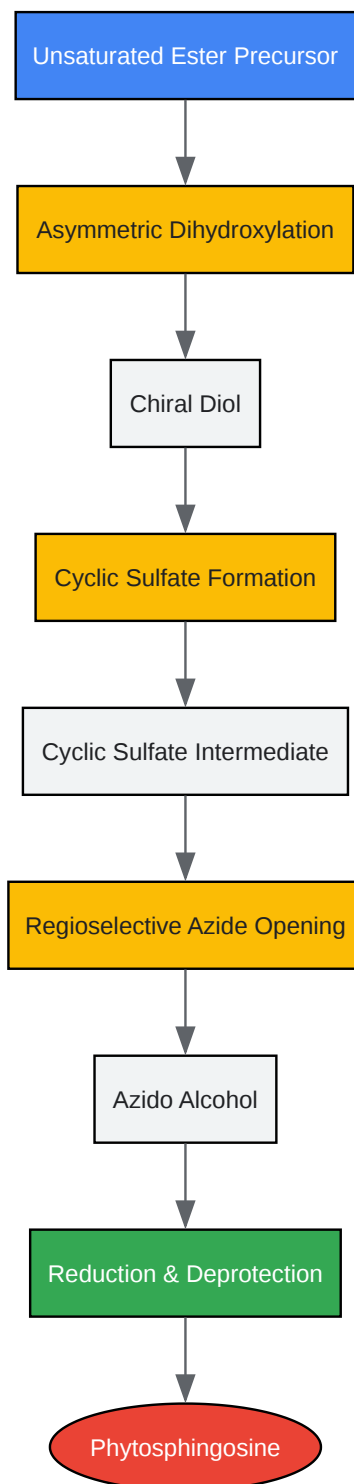 Unsaturated Ester Precursor
Asymmetric Dihydroxylation
Chiral Diol
Cyclic Sulfate Formation
Cyclic Sulfate Intermediate
Regioselective Azide Opening
Azido Alcohol
Reduction & Deprotection
Phytosphingosine